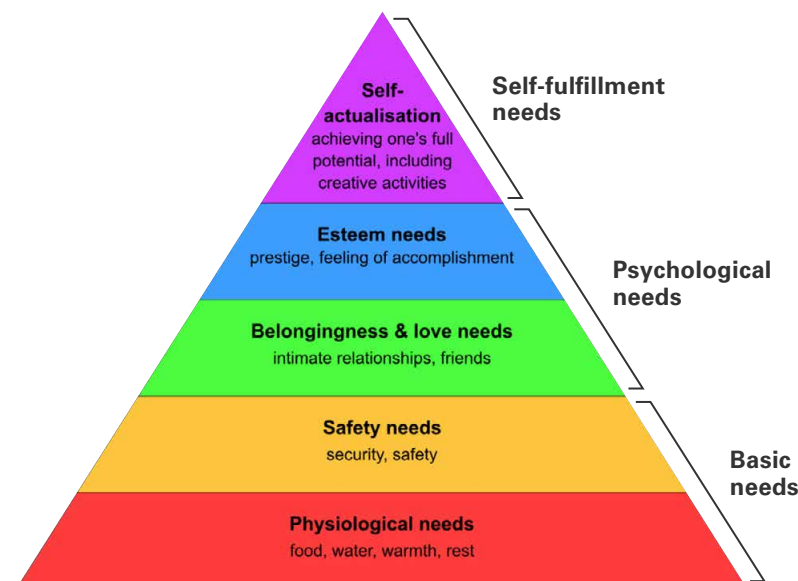 Self-
actualisation
achieving one's full
potential, including
creative activities
Self-fulfillment
needs
Esteem needs
prestige, feeling of accomplishment
Psychological
needs
Belongingness & love needs
intimate relationships, friends
Safety needs
security, safety
Basic
needs
Physiological needs
food, water, warmth, rest